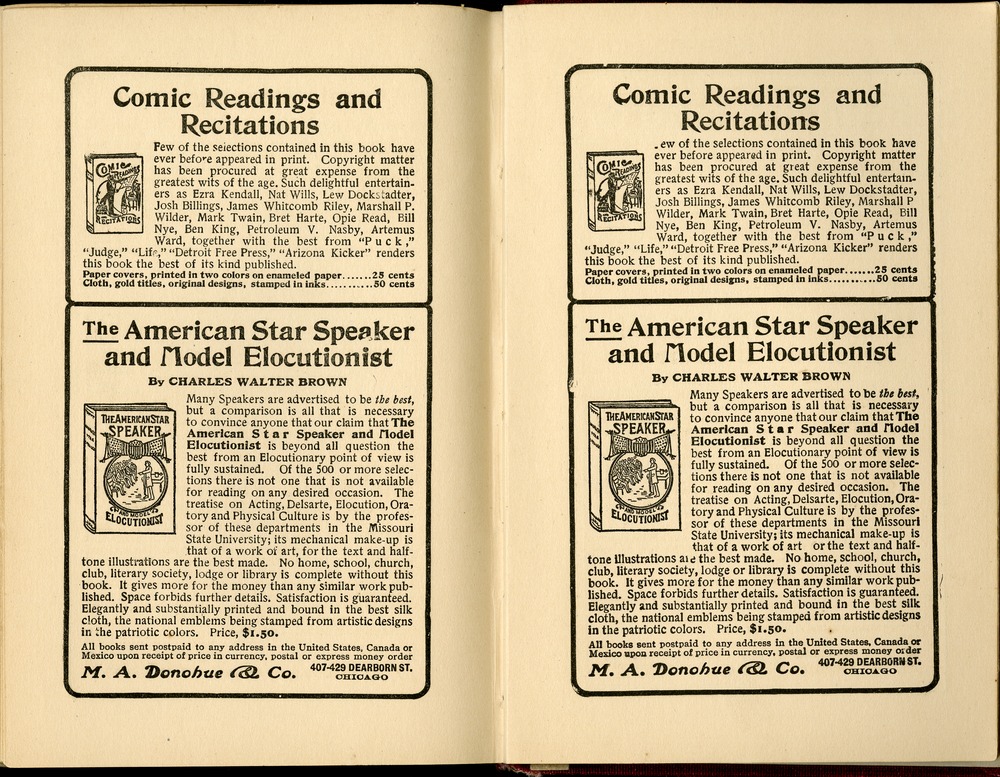 Comic Readings and
Recitations
Few of the selections contained in this book have
ever before appeared in print. Copyright matter
has been procured at great expense from the
greatest wits of the age. Such delightful entertain-
ers as Ezra Kendall, Nat Wills, Lew Dockstadter,
Josh Billings, James Whitcomb Riley, Marshall P.
Wilder, Mark Twain, Bret Harte, Opie Read, Bill
Nye, Ben King, Petroleum V. Nasby, Artemus
Ward, together with the best from "Puck,"
"Judge," "Life," "Detroit Free Press," "Arizona Kicker" renders
this book the best of its kind published.
Paper covers, printed in two colors on enameled paper.......25 cents
Cloth, gold titles, original designs, stamped in inks..........50 cents
COMIC
READINGS
RECITATIONS
The American Star Speaker
and Model Elocutionist
By CHARLES WALTER BROWN
THE AMERICAN STAR
SPEAKER
AND MODEL
ELOCUTIONIST
Many Speakers are advertised to be the best,
but a comparison is all that is necessary
to convince anyone that our claim that The
American Star Speaker and Model
Elocutionist is beyond all question the
best from an Elocutionary point of view is
fully sustained. Of the 500 or more selec-
tions there is not one that is not available
for reading on any desired occasion. The
treatise on Acting, Delsarte, Elocution, Ora-
tory and Physical Culture is by the profes-
sor of these departments in the Missouri
State University; its mechanical make-up is
that of a work of art, for the text and half-
tone illustrations are the best made. No home, school, church,
club, literary society, lodge or library is complete without this
book. It gives more for the money than any similar work pub-
lished. Space forbids further details. Satisfaction is guaranteed.
Elegantly and substantially printed and bound in the best silk
cloth, the national emblems being stamped from artistic designs
in the patriotic colors. Price, $1.50.
All books sent postpaid to any address in the United States, Canada or
Mexico upon receipt of price in currency, postal or express money order
M. A. Donohue & Co. 407-429 DEARBORN ST.
CHICAGO
Comic Readings and
Recitations
.ew of the selections contained in this book have
ever before appeared in print. Copyright matter
has been procured at great expense from the
greatest wits of the age. Such delightful entertain-
ers as Ezra Kendall, Nat Wills, Lew Dockstadter,
Josh Billings, James Whitcomb Riley, Marshall P
Wilder, Mark Twain, Bret Harte, Opie Read, Bill
Nye, Ben King, Petroleum V. Nasby, Artemus
Ward, together with the best from "Puck,"
"Judge," "Life," "Detroit Free Press," "Arizona Kicker" renders
this book the best of its kind published.
Paper covers, printed in two colors on enameled paper.......25 cents
Cloth, gold titles, original designs, stamped in inks...........50 cents
COMIC
READINGS
RECITATIONS
The American Star Speaker
and Model Elocutionist
By CHARLES WALTER BROWN
THE AMERICAN STAR
SPEAKER
AND MODEL
ELOCUTIONIST
Many Speakers are advertised to be the best,
but a comparison is all that is necessary
to convince anyone that our claim that The
American Star Speaker and Model
Elocutionist is beyond all question the
best from an Elocutionary point of view is
fully sustained. Of the 500 or more selec-
tions there is not one that is not available
for reading on any desired occasion. The
treatise on Acting, Delsarte, Elocution, Ora-
tory and Physical Culture is by the profes-
sor of these departments in the Missouri
State University; its mechanical make-up is
that of a work of art or the text and half-
tone illustrations are the best made. No home, school, church,
club, literary society, lodge or library is complete without this
book. It gives more for the money than any similar work pub-
lished. Space forbids further details. Satisfaction is guaranteed.
Elegantly and substantially printed and bound in the best silk
cloth, the national emblems being stamped from artistic designs
in the patriotic colors. Price, $1.50.
All books sent postpaid to any address in the United States, Canada or
Mexico upon receipt of price in currency, postal or express money order
M. A. Donohue & Co. 407-429 DEARBORN ST.
CHICAGO